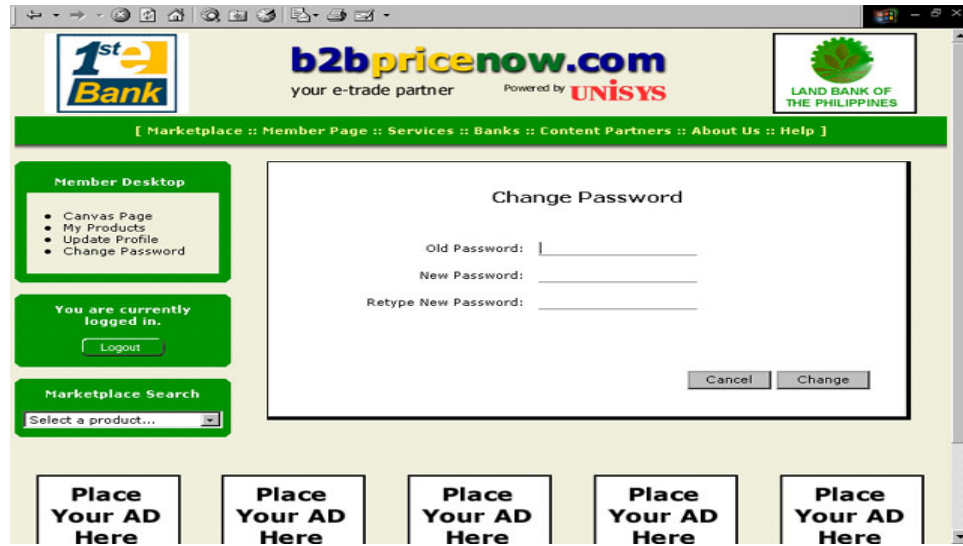 1st e
Bank
b2bpricenow.com
your e-trade partner Powered by UNISYS
LAND BANK OF
THE PHILIPPINES
[ Marketplace :: Member Page :: Services :: Banks :: Content Partners :: About Us :: Help ]
Member Desktop
Canvas Page
My Products
Update Profile
Change Password
You are currently
logged in.
Logout
Marketplace Search
Select a product...
Change Password
Old Password:
New Password:
Retype New Password:
Cancel Change
Place
Your AD
Here
Place
Your AD
Here
Place
Your AD
Here
Place
Your AD
Here
Place
Your AD
Here